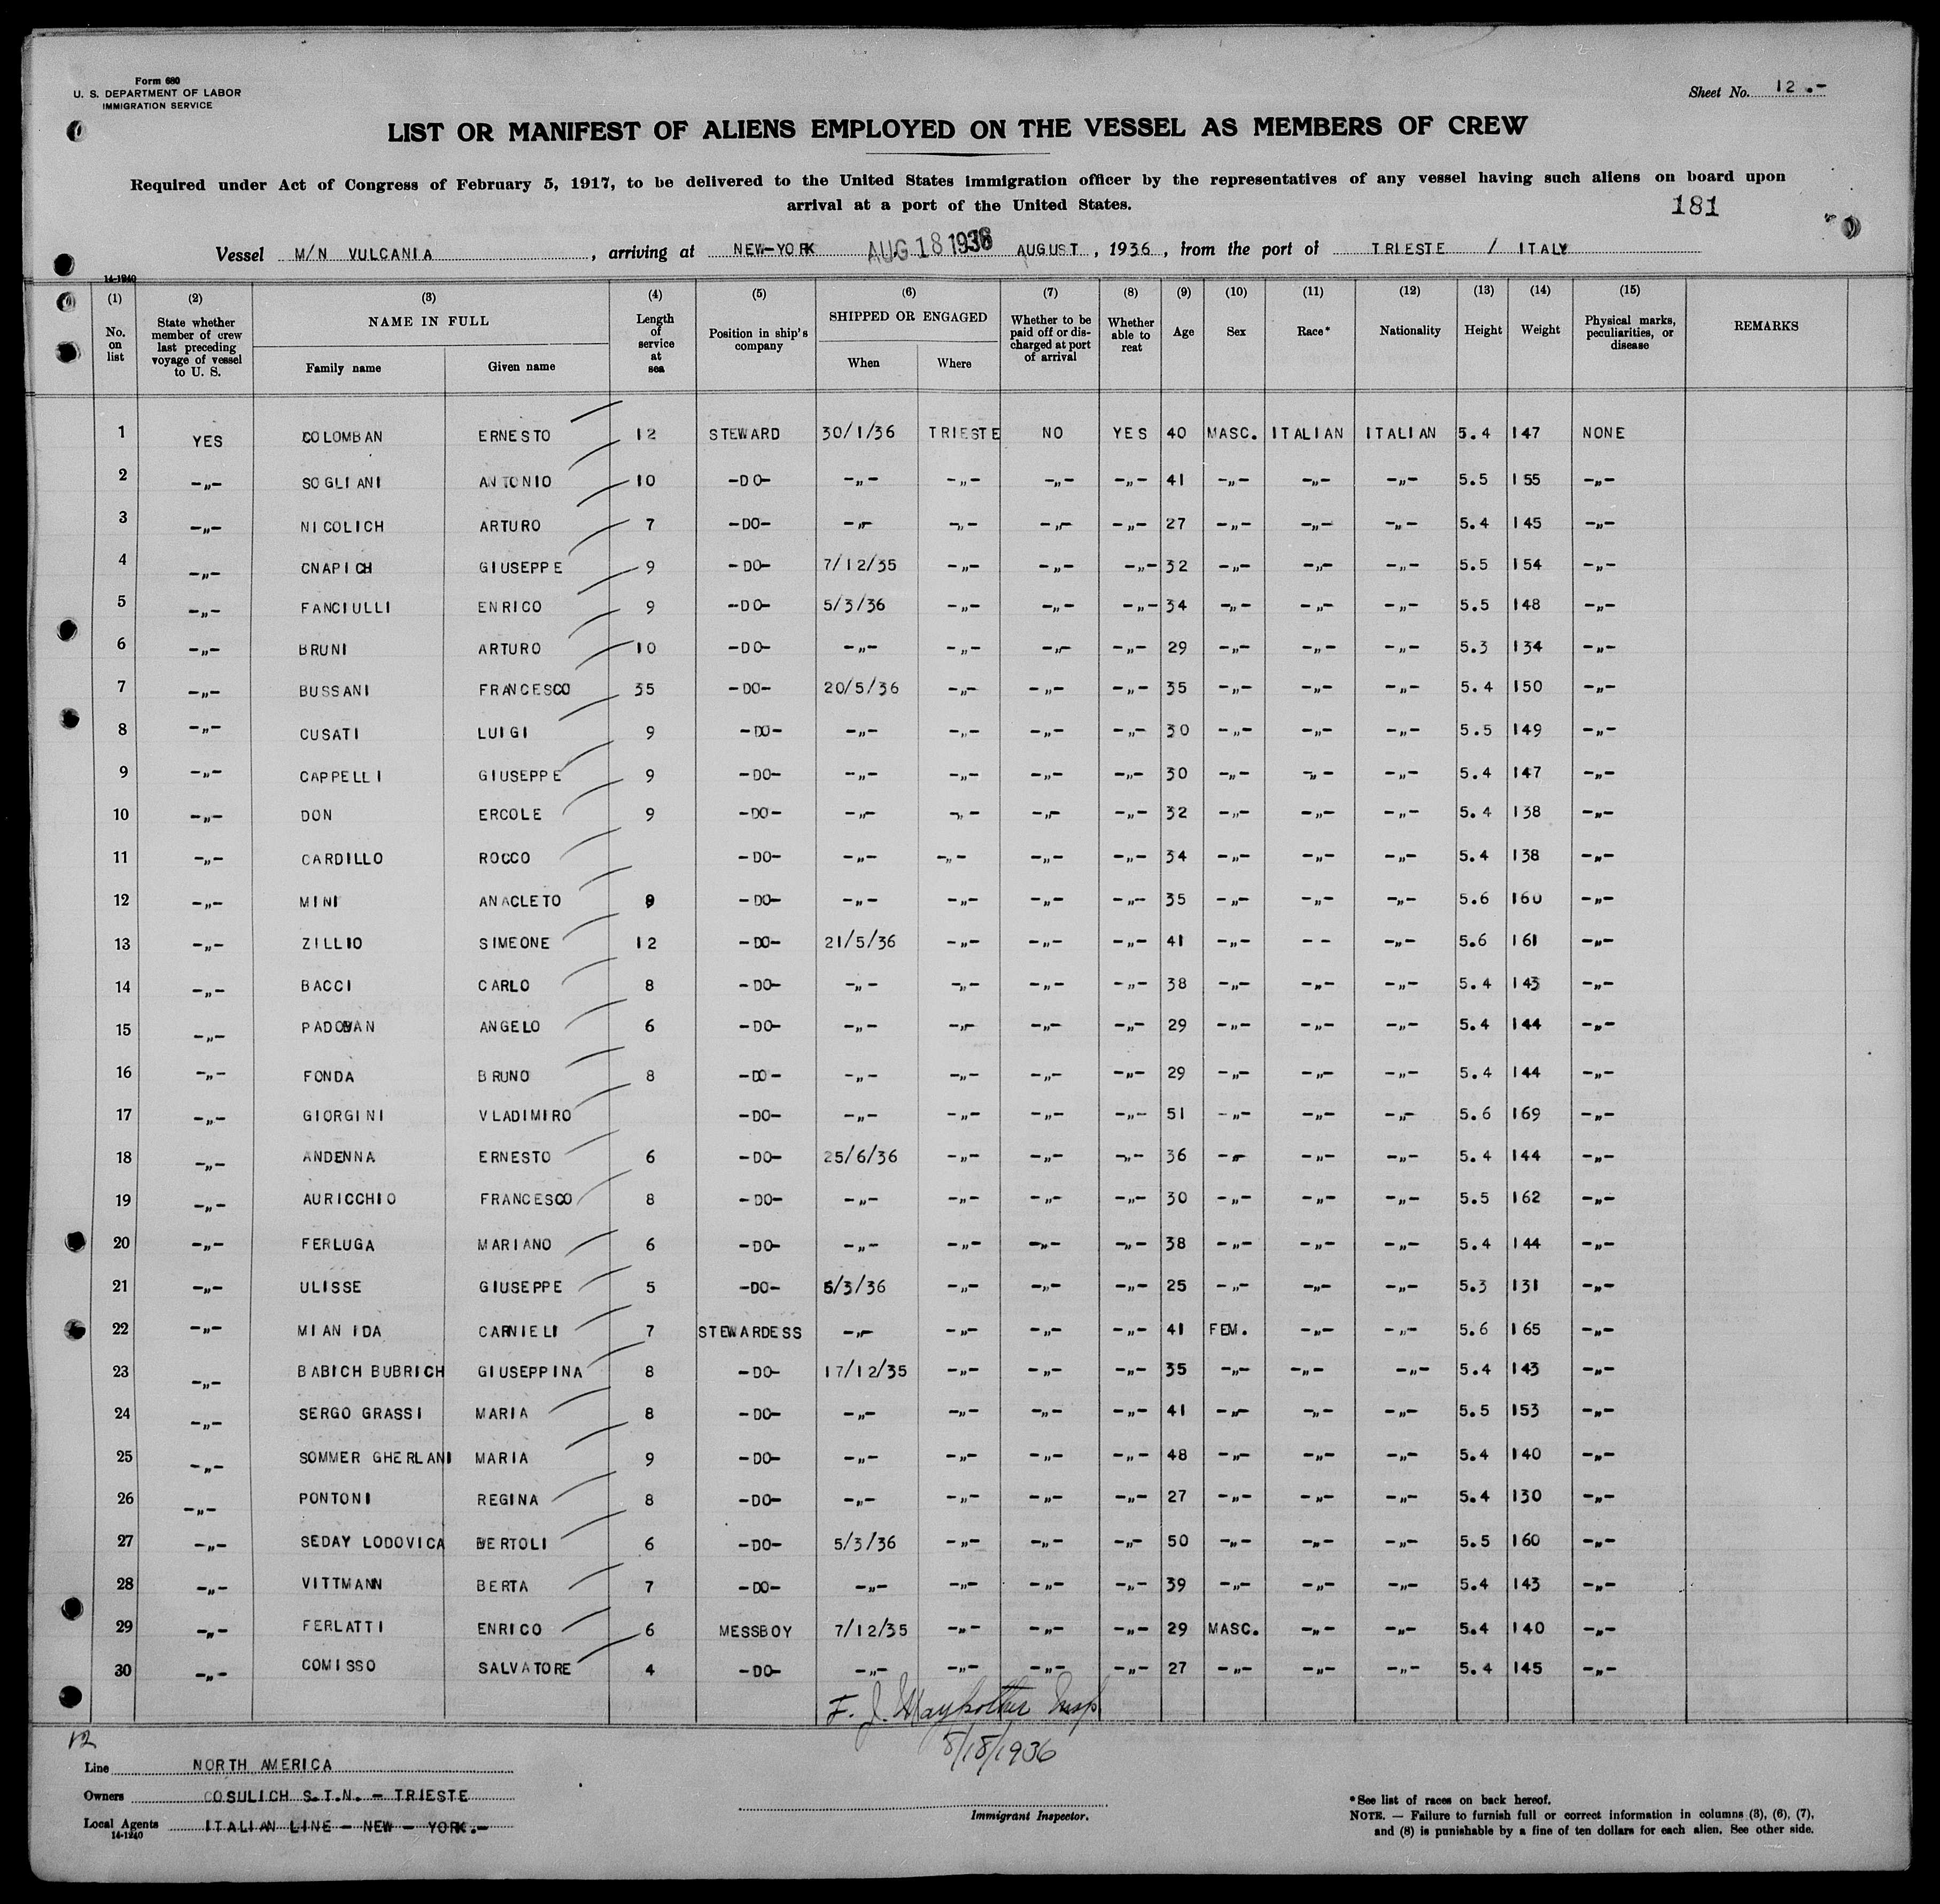 Form 680
U. S. DEPARTMENT OF LABOR
IMMIGRATION SERVICE
Sheet No. 12.-
LIST OR MANIFEST OF ALIENS EMPLOYED ON THE VESSEL AS MEMBERS OF CREW
Required under Act of Congress of February 5, 1917, to be delivered to the United States immigration officer by the representatives of any vessel having such aliens on board upon
arrival at a port of the United States.
181
Vessel M/N VULCANIA, arriving at NEW-YORK AUG 18 1936 AUGUST, 1936, from the port of TRIESTE / ITALY
14-1240
(1) (2) (3) (4) (5) (6) (7) (8) (9) (10) (11) (12) (13) (14) (15)
No. on list State whether member of crew last preceding voyage of vessel to U. S. NAME IN FULL Family name Given name Length of service at sea Position in ship's company SHIPPED OR ENGAGED When Where Whether to be paid off or discharged at port of arrival Whether able to reat Age Sex Race* Nationality Height Weight Physical marks, peculiarities, or disease REMARKS
1 YES COLOMBAN ERNESTO 12 STEWARD 30/1/36 TRIESTE NO YES 40 MASC. ITALIAN ITALIAN 5.4 147 NONE
2 -"- SOGLIANI ANTONIO 10 -DO- -"- -"- -"- -"- 41 -"- -"- -"- 5.5 155 -"-
3 -"- NICOLICH ARTURO 7 -DO- -"- -"- -"- -"- 27 -"- -"- -"- 5.4 145 -"-
4 -"- CNAPICH GIUSEPPE 9 -DO- 7/12/35 -"- -"- -"- 32 -"- -"- -"- 5.5 154 -"-
5 -"- FANCIULLI ENRICO 9 -DO- 5/3/36 -"- -"- -"- 34 -"- -"- -"- 5.5 148 -"-
6 -"- BRUNI ARTURO 10 -DO- -"- -"- -"- -"- 29 -"- -"- -"- 5.3 134 -"-
7 -"- BUSSANI FRANCESCO 35 -DO- 20/5/36 -"- -"- -"- 35 -"- -"- -"- 5.4 150 -"-
8 -"- CUSATI LUIGI 9 -DO- -"- -"- -"- -"- 30 -"- -"- -"- 5.5 149 -"-
9 -"- CAPPELLI GIUSEPPE 9 -DO- -"- -"- -"- -"- 30 -"- -"- -"- 5.4 147 -"-
10 -"- DON ERCOLE 9 -DO- -"- -"- -"- -"- 32 -"- -"- -"- 5.4 138 -"-
11 -"- CARDILLO ROCCO -DO- -"- -"- -"- -"- 34 -"- -"- -"- 5.4 138 -"-
12 -"- MINI ANACLETO 9 -DO- -"- -"- -"- -"- 35 -"- -"- -"- 5.6 160 -"-
13 -"- ZILLIO SIMEONE 12 -DO- 21/5/36 -"- -"- -"- 41 -"- - - -"- 5.6 161 -"-
14 -"- BACCI CARLO 8 -DO- -"- -"- -"- -"- 38 -"- -"- -"- 5.4 143 -"-
15 -"- PADOVAN ANGELO 6 -DO- -"- -"- -"- -"- 29 -"- -"- -"- 5.4 144 -"-
16 -"- FONDA BRUNO 8 -DO- -"- -"- -"- -"- 29 -"- -"- -"- 5.4 144 -"-
17 -"- GIORGINI VLADIMIRO -DO- -"- -"- -"- -"- 51 -"- -"- -"- 5.6 169 -"-
18 -"- ANDENNA ERNESTO 6 -DO- 25/6/36 -"- -"- -"- 36 -"- -"- -"- 5.4 144 -"-
19 -"- AURICCHIO FRANCESCO 8 -DO- -"- -"- -"- -"- 30 -"- -"- -"- 5.5 162 -"-
20 -"- FERLUGA MARIANO 6 -DO- -"- -"- -"- -"- 38 -"- -"- -"- 5.4 144 -"-
21 -"- ULISSE GIUSEPPE 5 -DO- 5/3/36 -"- -"- -"- 25 -"- -"- -"- 5.3 131 -"-
22 -"- MIAN IDA CARNIELI 7 STEWARDESS -"- -"- -"- -"- 41 FEM. -"- -"- 5.6 165 -"-
23 -"- BABICH BUBRICH GIUSEPPINA 8 -DO- 17/12/35 -"- -"- -"- 35 -"- -"- -"- 5.4 143 -"-
24 -"- SERGO GRASSI MARIA 8 -DO- -"- -"- -"- -"- 41 -"- -"- -"- 5.5 153 -"-
25 -"- SOMMER GHERLANI MARIA 9 -DO- -"- -"- -"- -"- 48 -"- -"- -"- 5.4 140 -"-
26 -"- PONTONI REGINA 8 -DO- -"- -"- -"- -"- 27 -"- -"- -"- 5.4 130 -"-
27 -"- SEDAY LODOVICA BERTOLI 6 -DO- 5/3/36 -"- -"- -"- 50 -"- -"- -"- 5.5 160 -"-
28 -"- VITTMANN BERTA 7 -DO- -"- -"- -"- -"- 39 -"- -"- -"- 5.4 143 -"-
29 -"- FERLATTI ENRICO 6 MESSBOY 7/12/35 -"- -"- -"- 29 MASC. -"- -"- 5.4 140 -"-
30 -"- COMISSO SALVATORE 4 -DO- -"- -"- -"- -"- 27 -"- -"- -"- 5.4 145 -"-
F. J. Insp
8/18/1936
12
Line NORTH AMERICA
Owners COSULICH S.T.N. - TRIESTE
Local Agents ITALIAN LINE - NEW - YORK.-
14-1240
Immigrant Inspector.
*See list of races on back hereof.
NOTE. — Failure to furnish full or correct information in columns (3), (6), (7),
and (8) is punishable by a fine of ten dollars for each alien. See other side.